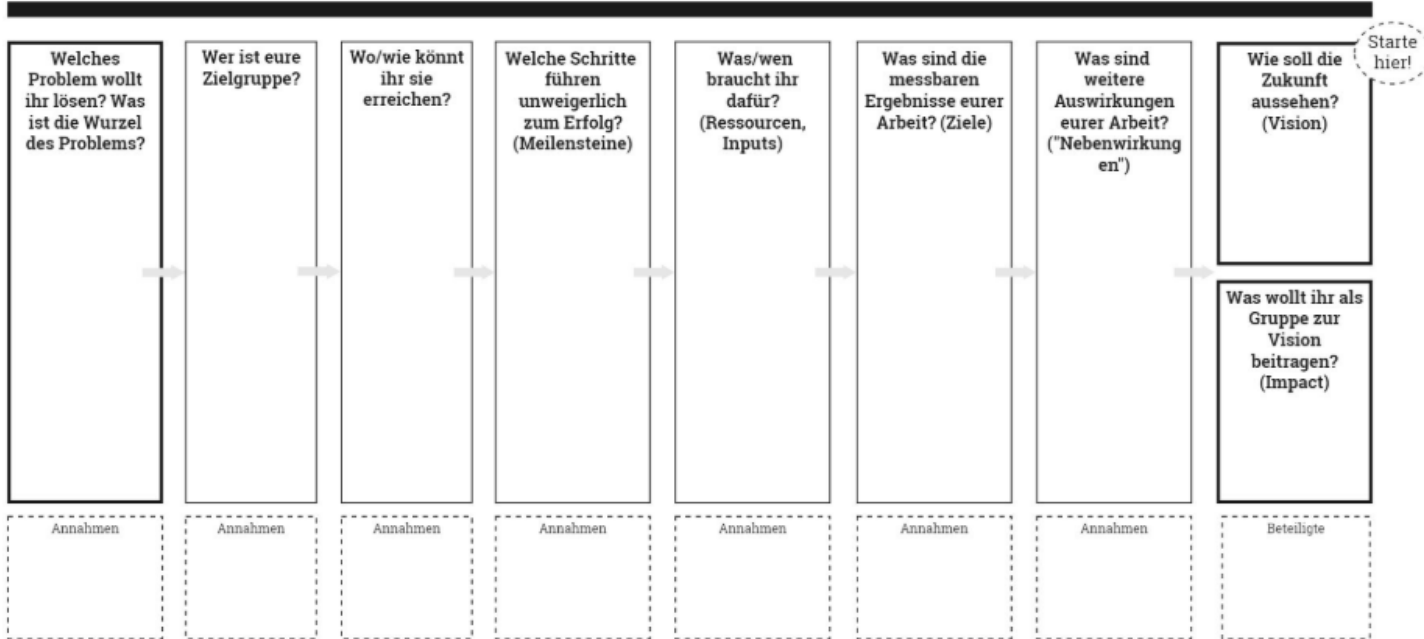 Welches
Problem wollt
ihr lösen? Was
ist die Wurzel
des Problems?
Wer ist eure
Zielgruppe?
Wo/wie könnt
ihr sie
erreichen?
Welche Schritte
führen
unweigerlich
zum Erfolg?
(Meilensteine)
Was/wen
braucht ihr
dafür?
(Ressourcen,
Inputs)
Was sind die
messbaren
Ergebnisse eurer
Arbeit? (Ziele)
Was sind
weitere
Auswirkungen
eurer Arbeit?
("Nebenwirkung
en")
Wie soll die
Zukunft
aussehen?
(Vision)
Starte
hier!
Was wollt ihr als
Gruppe zur
Vision
beitragen?
(Impact)
Annahmen
Annahmen
Annahmen
Annahmen
Annahmen
Annahmen
Annahmen
Beteiligte